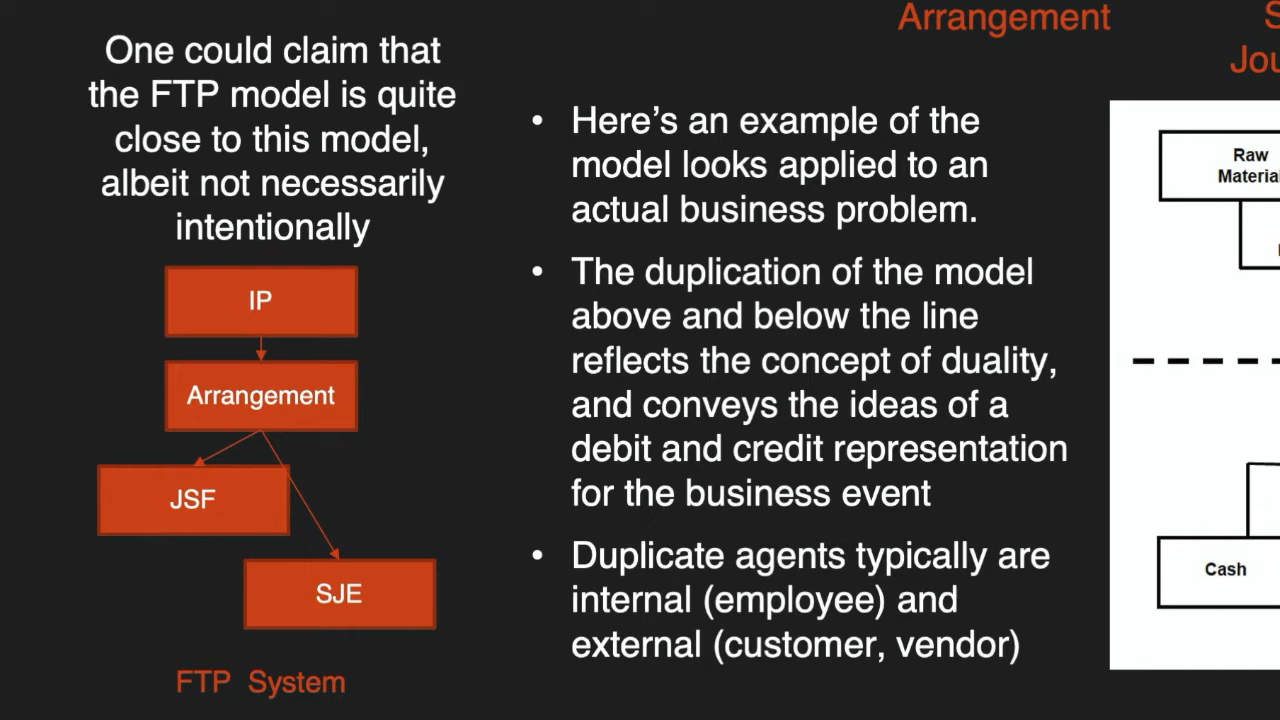 One could claim that
the FTP model is quite
close to this model,
albeit not necessarily
intentionally
IP
Arrangement
JSF
SJE
FTP System
Arrangement
• Here’s an example of the
model looks applied to an
actual business problem.
• The duplication of the model
above and below the line
reflects the concept of duality,
and conveys the ideas of a
debit and credit representation
for the business event
• Duplicate agents typically are
internal (employee) and
external (customer, vendor)
Raw
Cash